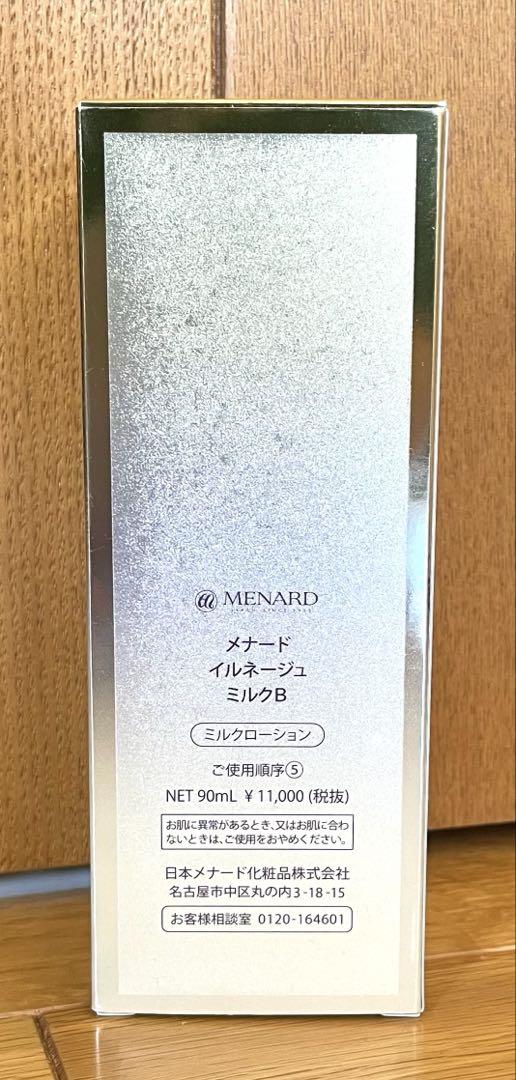 MENARD
JAPAN SINCE 1959
メナード
イルネージュ
ミルクB
ミルクローション
ご使用順序⑤
NET 90mL ¥ 11,000 (税抜)
お肌に異常があるとき、又はお肌に合わ
ないときは、ご使用をおやめください。
日本メナード化粧品株式会社
名古屋市中区丸の内3-18-15
お客様相談室 0120-164601